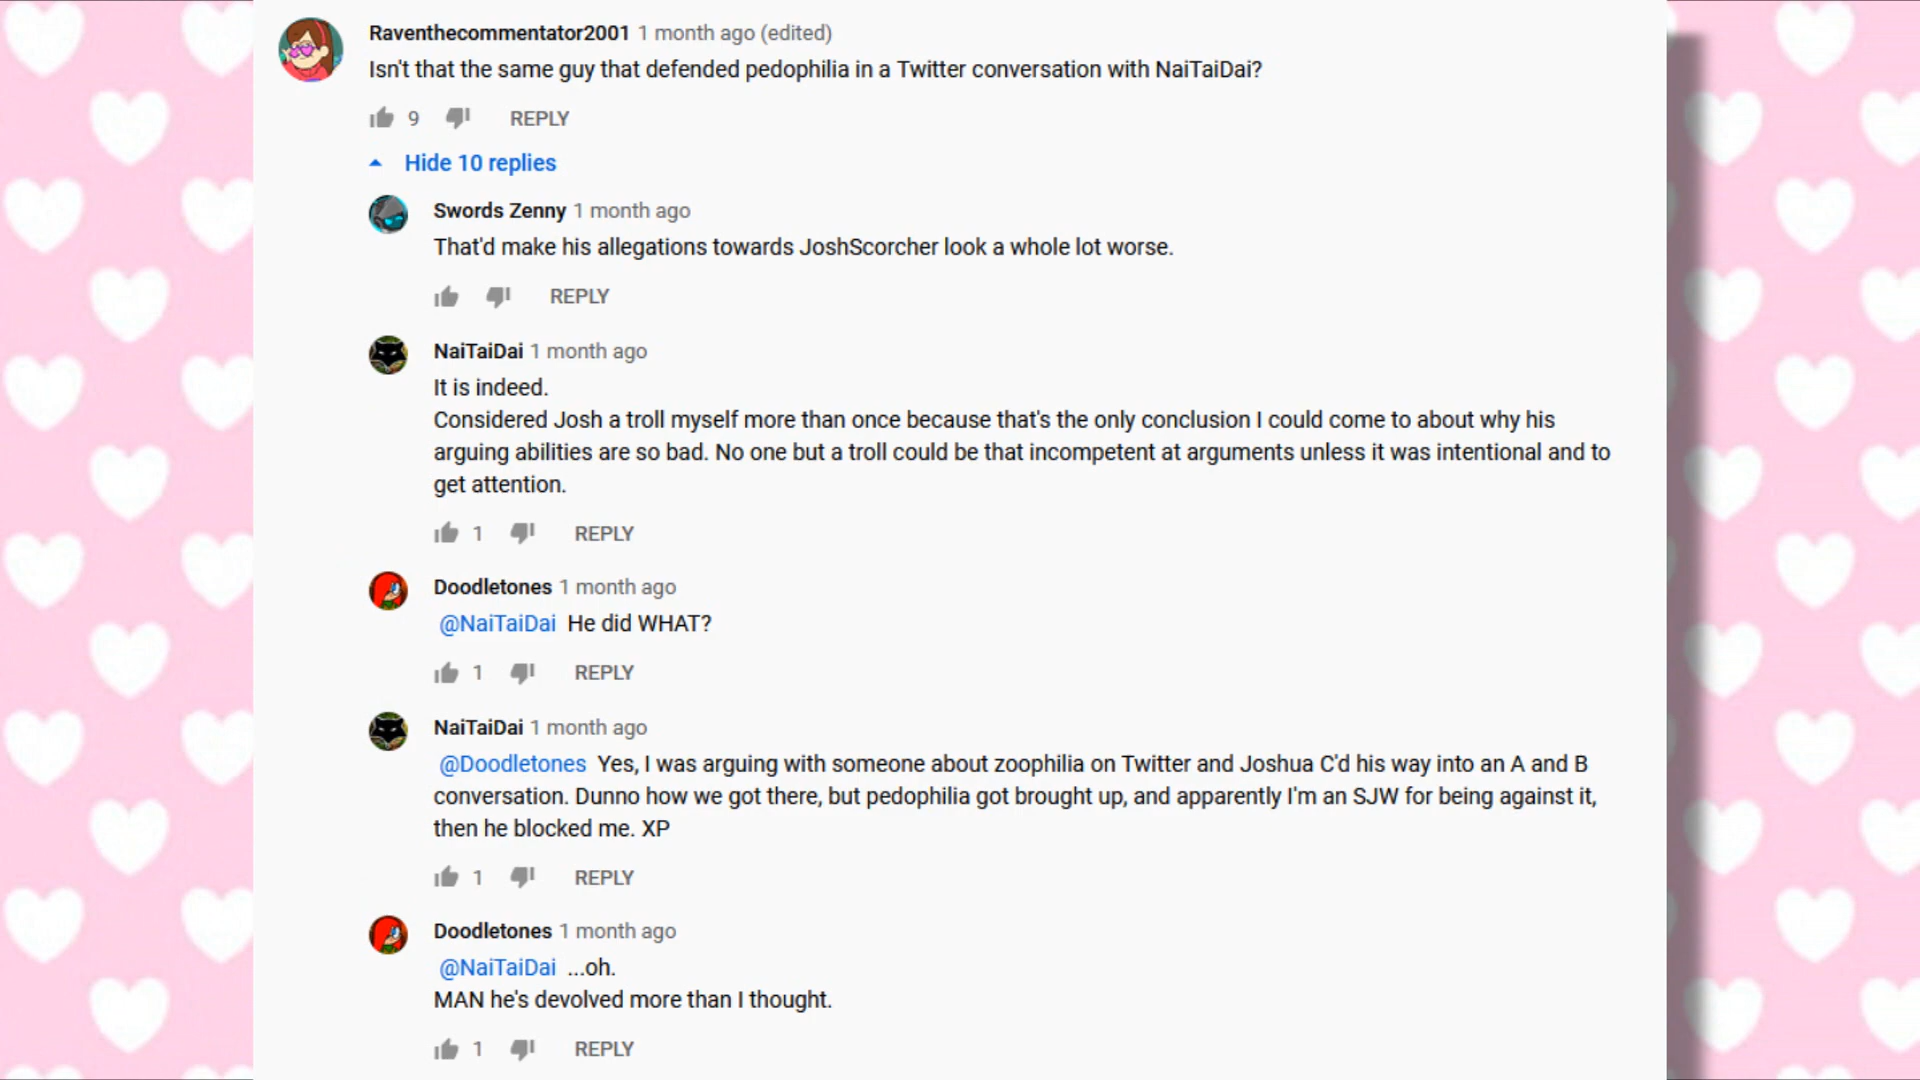 Raventhecommentator2001 1 month ago (edited)
Isn't that the same guy that defended pedophilia in a Twitter conversation with NaiTaiDai?
9 REPLY
Hide 10 replies
Swords Zenny 1 month ago
That'd make his allegations towards JoshScorcher look a whole lot worse.
REPLY
NaiTaiDai 1 month ago
It is indeed.
Considered Josh a troll myself more than once because that's the only conclusion I could come to about why his
arguing abilities are so bad. No one but a troll could be that incompetent at arguments unless it was intentional and to
get attention.
1 REPLY
Doodletones 1 month ago
@NaiTaiDai He did WHAT?
1 REPLY
NaiTaiDai 1 month ago
@Doodletones Yes, I was arguing with someone about zoophilia on Twitter and Joshua C'd his way into an A and B
conversation. Dunno how we got there, but pedophilia got brought up, and apparently I'm an SJW for being against it,
then he blocked me. XP
1 REPLY
Doodletones 1 month ago
@NaiTaiDai ...oh.
MAN he's devolved more than I thought.
1 REPLY